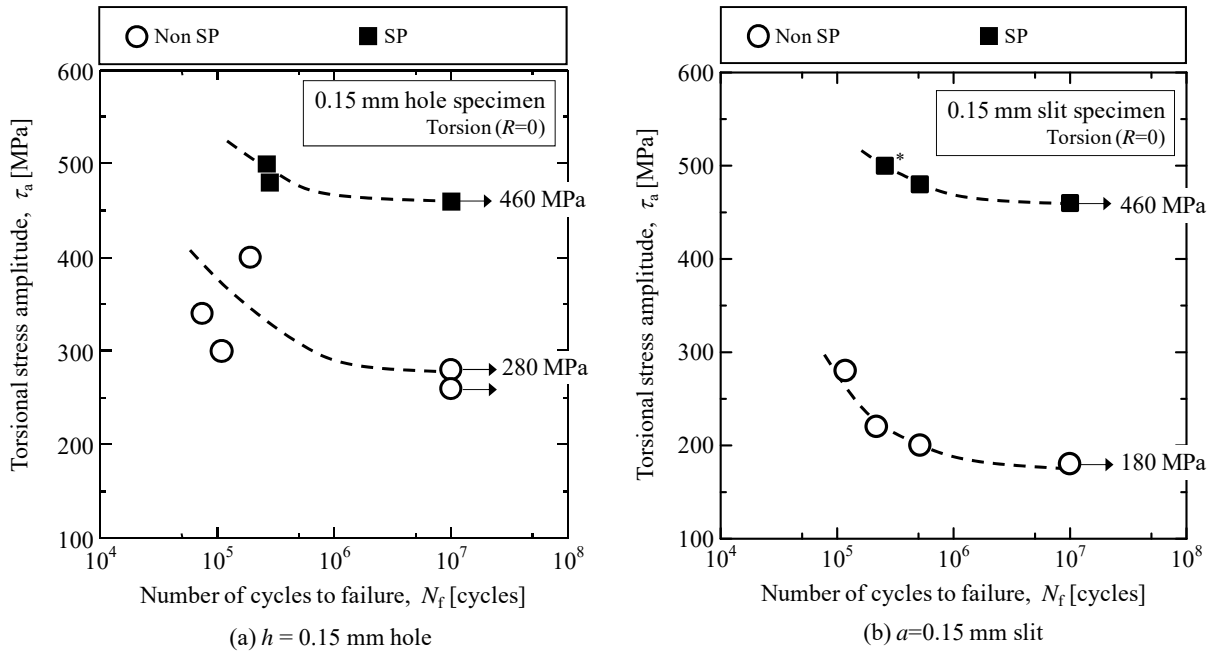 Non SP
SP
600
500
400
300
200
100
Torsional stress amplitude, τa [MPa]
0.15 mm hole specimen
Torsion (R=0)
460 MPa
280 MPa
10^4
10^5
10^6
10^7
10^8
Number of cycles to failure, Nf [cycles]
(a) h = 0.15 mm hole
Non SP
SP
600
500
400
300
200
100
Torsional stress amplitude, τa [MPa]
0.15 mm slit specimen
Torsion (R=0)
*
460 MPa
180 MPa
10^4
10^5
10^6
10^7
10^8
Number of cycles to failure, Nf [cycles]
(b) a=0.15 mm slit